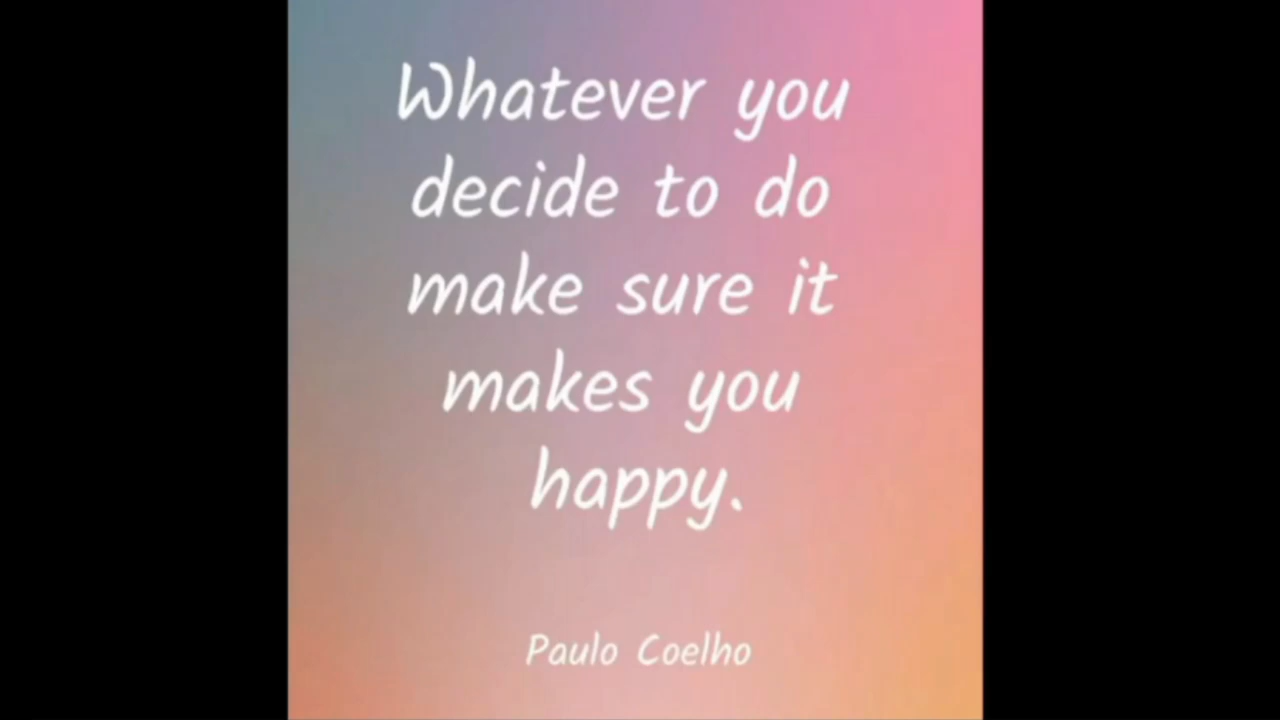 Whatever you
decide to do
make sure it
makes you
happy.
Paulo Coelho